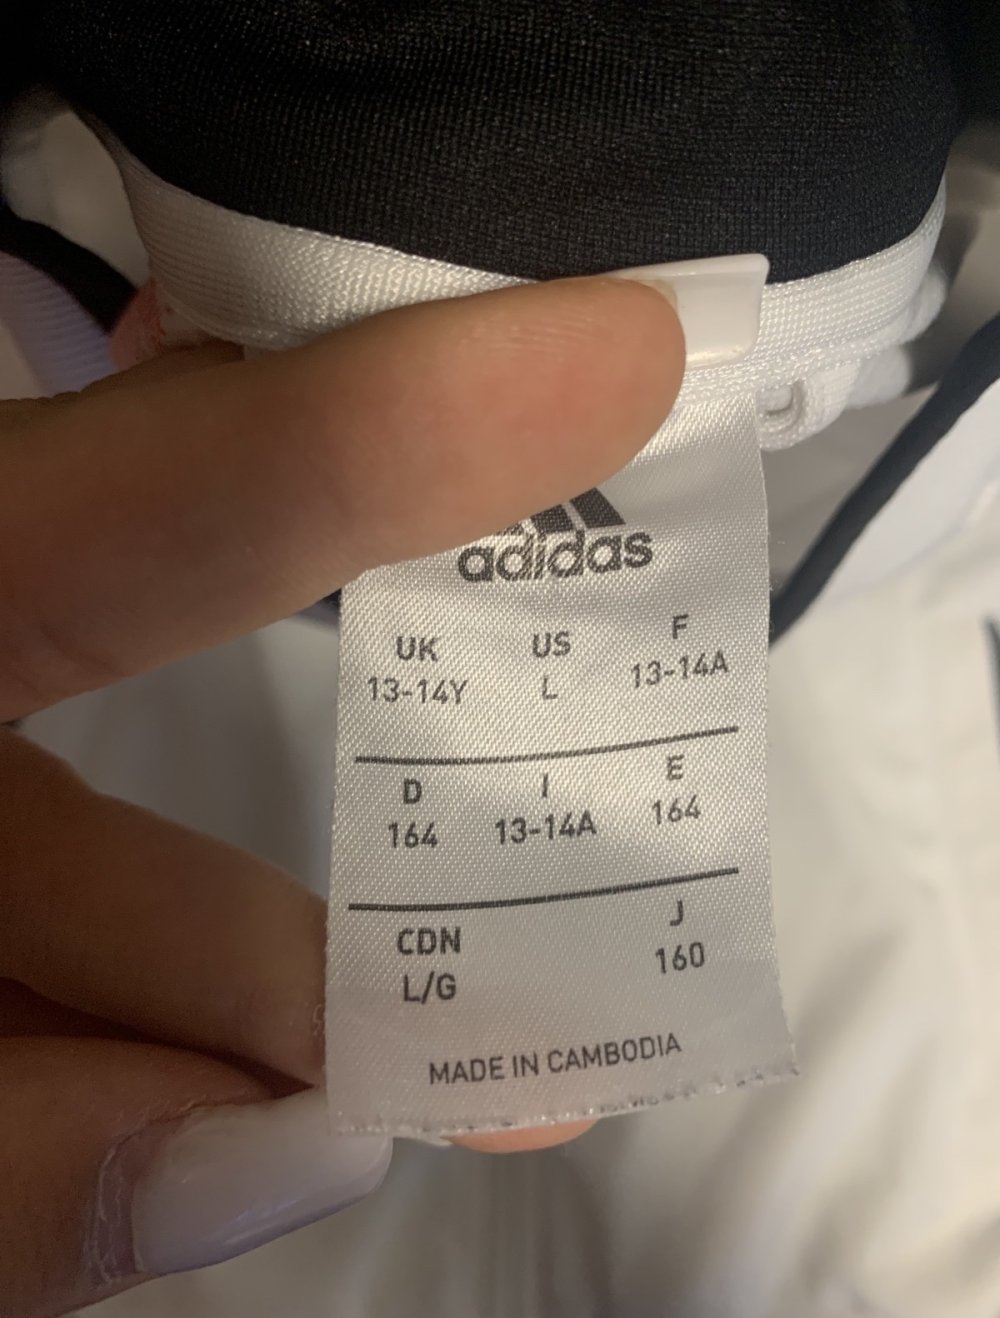 adidas
UK US F
13-14Y L 13-14A
D I E
164 13-14A 164
CDN J
L/G 160
MADE IN CAMBODIA